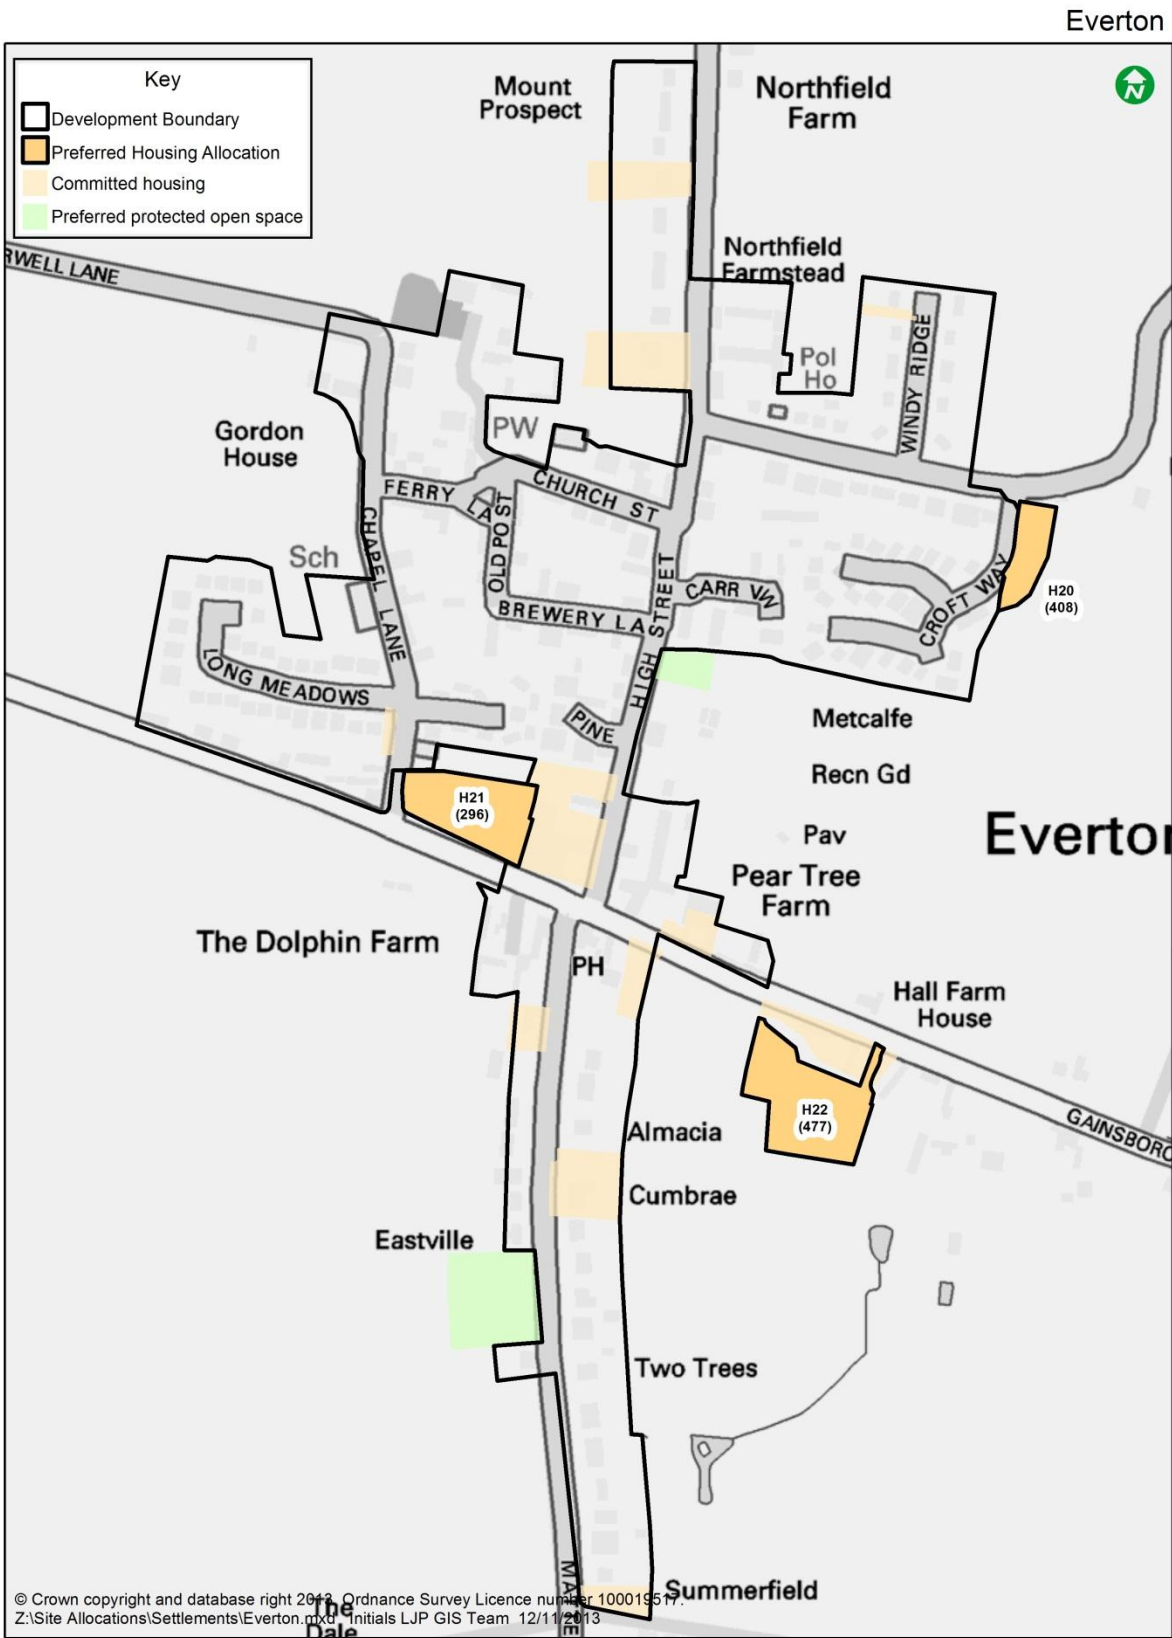 Everton
Key
Development Boundary
Preferred Housing Allocation
Committed housing
Preferred protected open space
N
Mount
Prospect
Northfield
Farm
Northfield
Farmstead
RWELL LANE
Pol
Ho
WINDY RIDGE
PW
Gordon
House
FERRY LA
CHURCH ST
OLD POST
CHAPEL LANE
Sch
BREWERY LA
HIGH STREET
CARR VW
CROFT WAY
H20
(408)
LONG MEADOWS
PINE
Metcalfe
Recn Gd
Pav
Everton
H21
(296)
Pear Tree
Farm
The Dolphin Farm
PH
Hall Farm
House
H22
(477)
GAINSBORO
Almacia
Cumbrae
Eastville
Two Trees
Summerfield
The
Dale
© Crown copyright and database right 2013. Ordnance Survey Licence number 100019517.
Z:\Site Allocations\Settlements\Everton.mxd Initials LJP GIS Team 12/11/2013